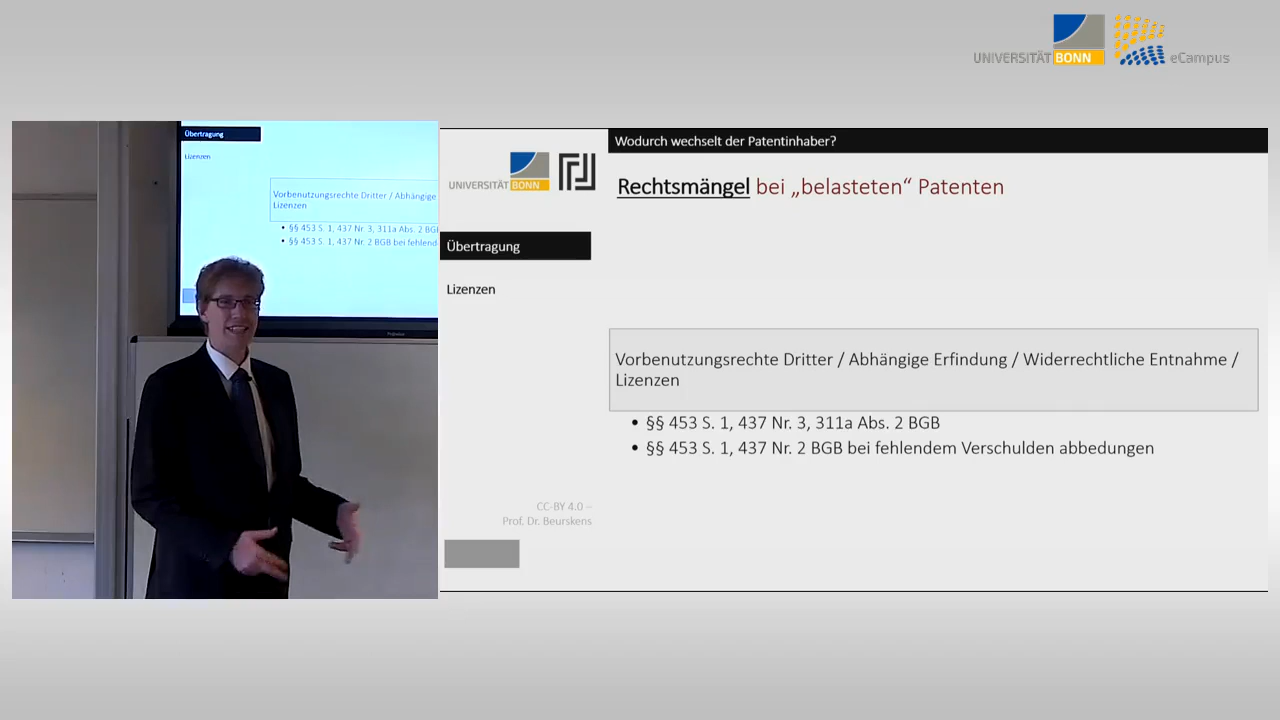 UNIVERSITÄT BONN
eCampus
Übertragung
Lizenzen
Vorbenutzungsrechte Dritter / Abhängige
Lizenzen
• §§ 453 S. 1, 437 Nr. 3, 311a Abs. 2 BGB
• §§ 453 S. 1, 437 Nr. 2 BGB bei fehlend
Wodurch wechselt der Patentinhaber?
UNIVERSITÄT BONN
Rechtsmängel bei „belasteten“ Patenten
Übertragung
Lizenzen
Vorbenutzungsrechte Dritter / Abhängige Erfindung / Widerrechtliche Entnahme /
Lizenzen
• §§ 453 S. 1, 437 Nr. 3, 311a Abs. 2 BGB
• §§ 453 S. 1, 437 Nr. 2 BGB bei fehlendem Verschulden abbedungen
CC-BY 4.0 –
Prof. Dr. Beurskens